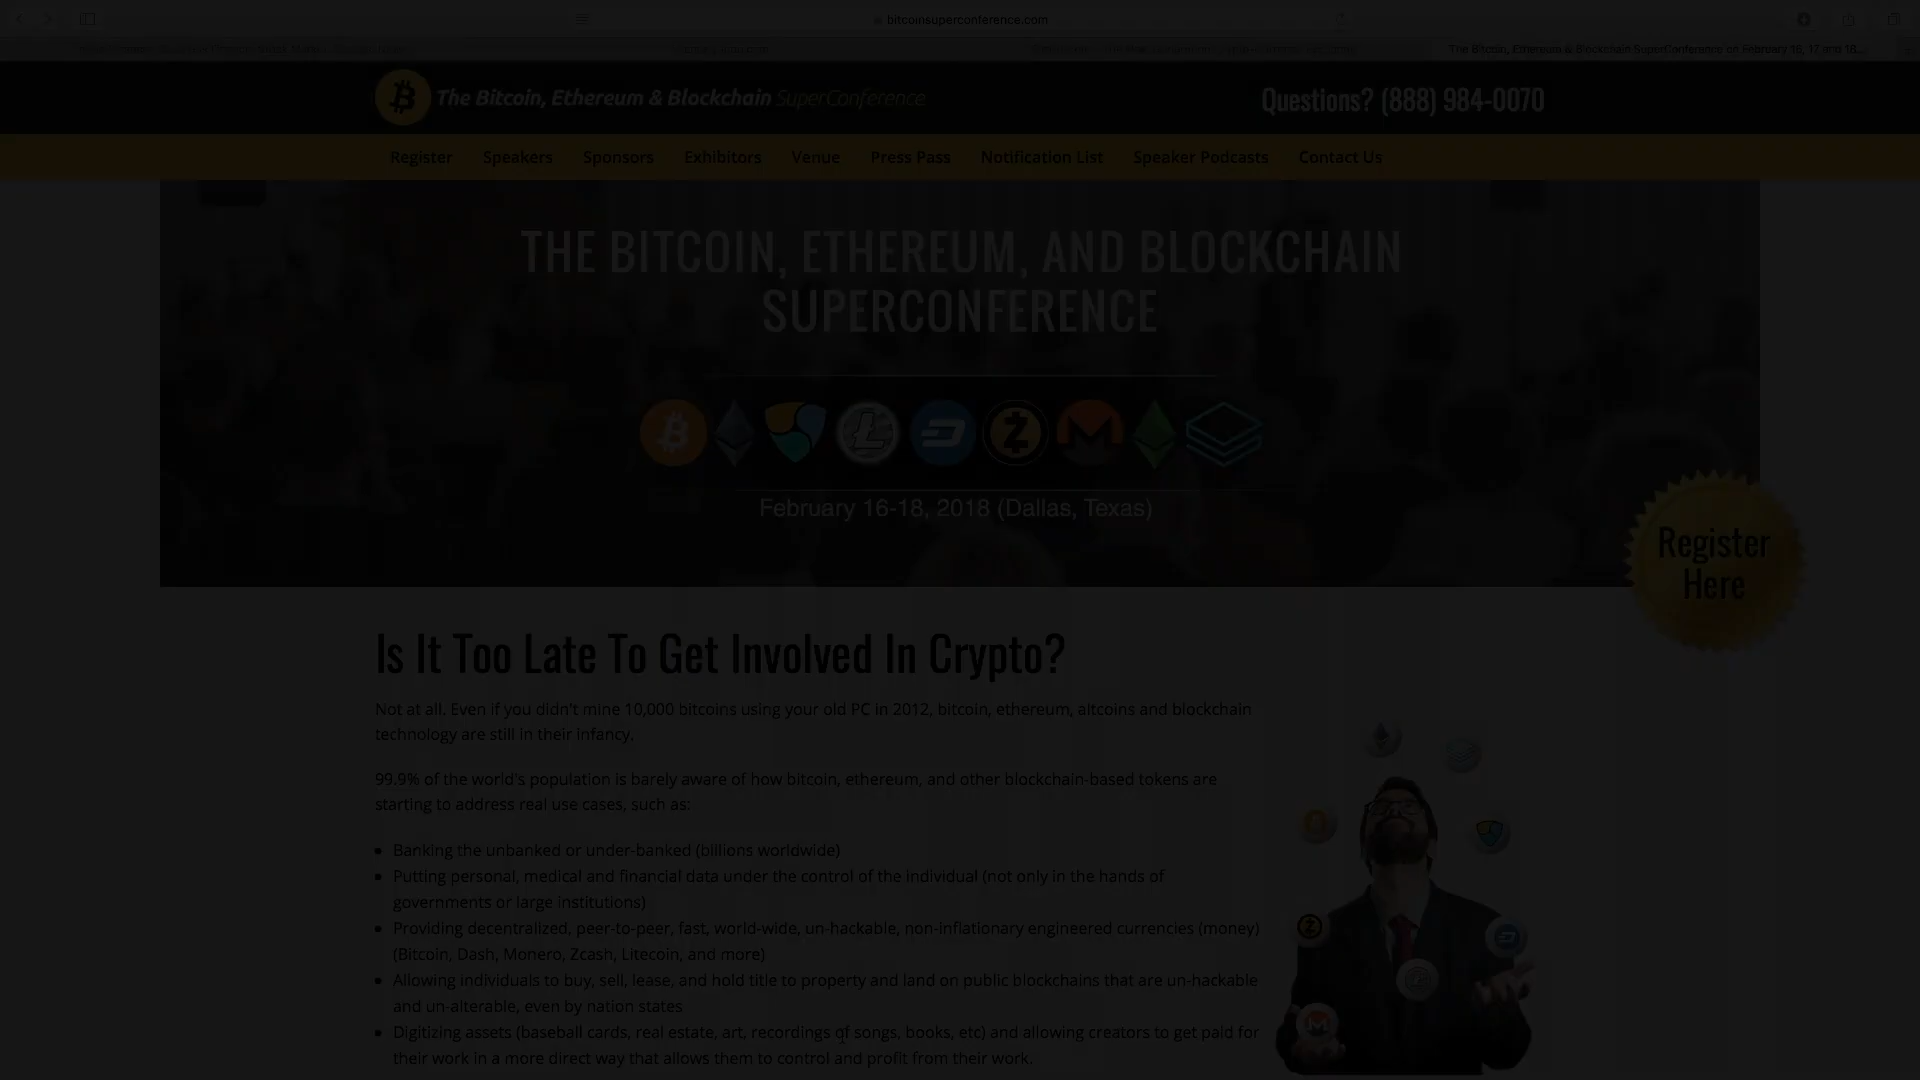 bitcoinsuperconference.com
The Bitcoin, Ethereum & Blockchain SuperConference on February 16, 17 and 18...
The Bitcoin, Ethereum & Blockchain SuperConference
Questions? (888) 984-0070
Register Speakers Sponsors Exhibitors Venue Press Pass Notification List Speaker Podcasts Contact Us
THE BITCOIN, ETHEREUM, AND BLOCKCHAIN
SUPERCONFERENCE
February 16-18, 2018 (Dallas, Texas)
Register
Here
Is It Too Late To Get Involved In Crypto?
Not at all. Even if you didn't mine 10,000 bitcoins using your old PC in 2012, bitcoin, ethereum, altcoins and blockchain
technology are still in their infancy.
99.9% of the world's population is barely aware of how bitcoin, ethereum, and other blockchain-based tokens are
starting to address real use cases, such as:
• Banking the unbanked or under-banked (billions worldwide)
• Putting personal, medical and financial data under the control of the individual (not only in the hands of
governments or large institutions)
• Providing decentralized, peer-to-peer, fast, world-wide, un-hackable, non-inflationary engineered currencies (money)
(Bitcoin, Dash, Monero, Zcash, Litecoin, and more)
• Allowing individuals to buy, sell, lease, and hold title to property and land on public blockchains that are un-hackable
and un-alterable, even by nation states
• Digitizing assets (baseball cards, real estate, art, recordings of songs, books, etc) and allowing creators to get paid for
their work in a more direct way that allows them to control and profit from their work.